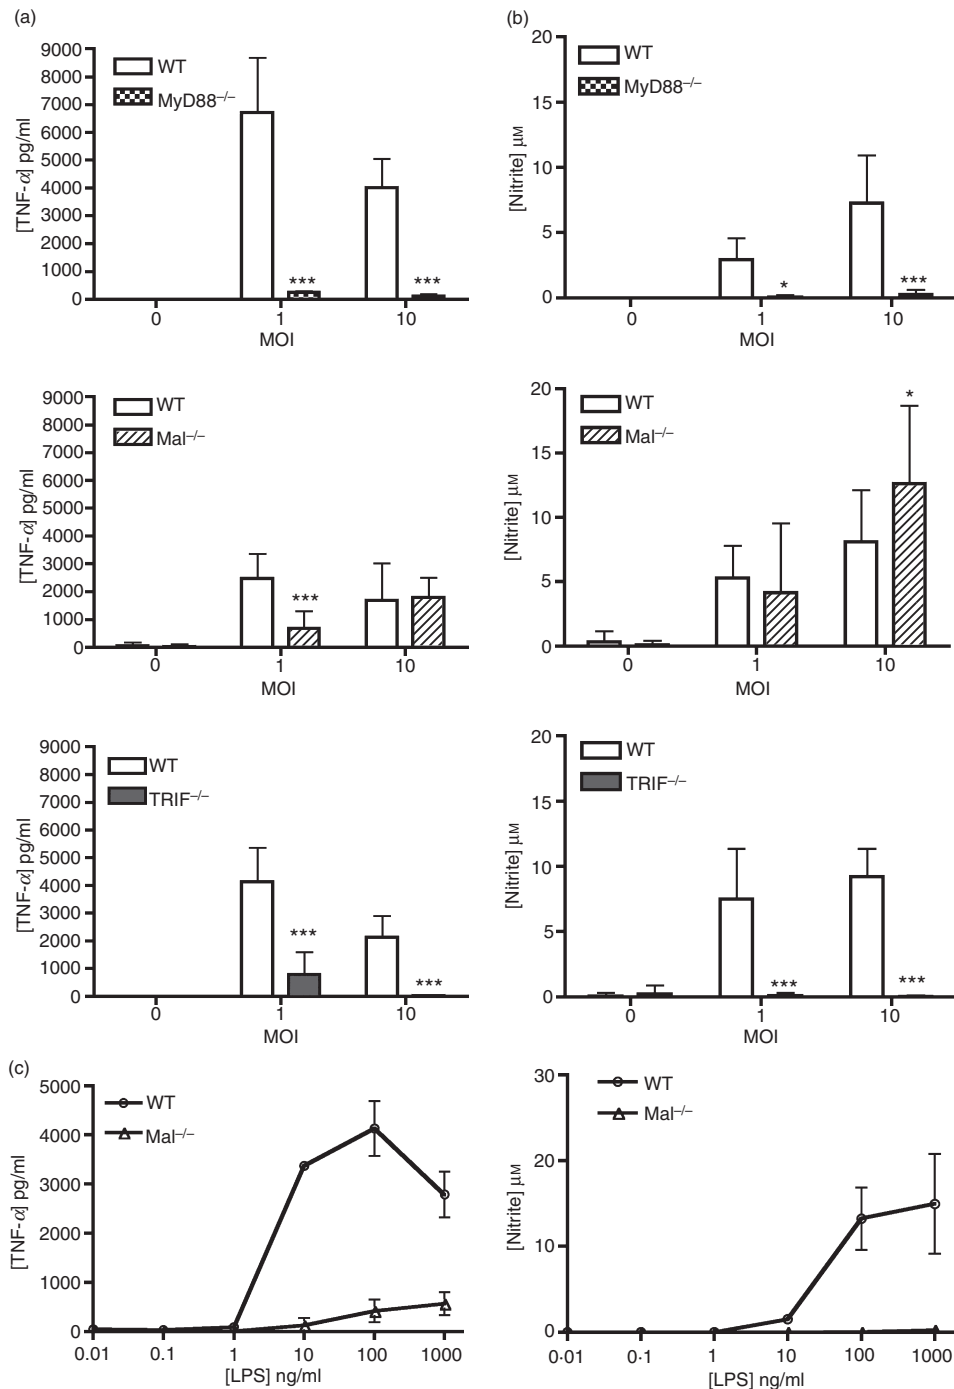 (a)
9000
8000
7000
6000
5000
4000
3000
2000
1000
0
[TNF-α] pg/ml
WT
MyD88–/–
***
***
0 1 10
MOI
(b)
20
15
10
5
0
[Nitrite] μM
WT
MyD88–/–
*
***
0 1 10
MOI
9000
8000
7000
6000
5000
4000
3000
2000
1000
0
[TNF-α] pg/ml
WT
Mal–/–
***
0 1 10
MOI
20
15
10
5
0
[Nitrite] μM
WT
Mal–/–
*
0 1 10
MOI
9000
8000
7000
6000
5000
4000
3000
2000
1000
0
[TNF-α] pg/ml
WT
TRIF–/–
***
***
0 1 10
MOI
20
15
10
5
0
[Nitrite] μM
WT
TRIF–/–
***
***
0 1 10
MOI
(c)
5000
4000
3000
2000
1000
0
[TNF-α] pg/ml
WT
Mal–/–
0.01 0.1 1 10 100 1000
[LPS] ng/ml
30
20
10
0
[Nitrite] μM
WT
Mal–/–
0·01 0·1 1 10 100 1000
[LPS] ng/ml